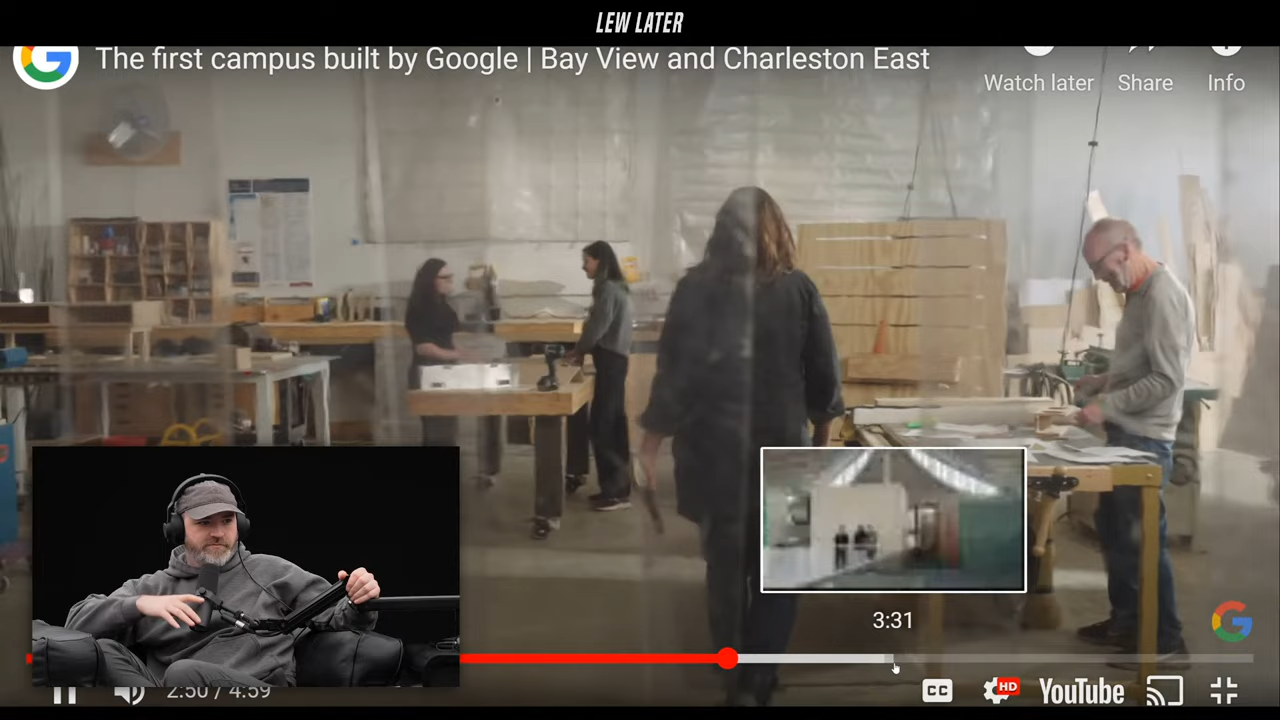 LEW LATER
The first campus built by Google | Bay View and Charleston East
Watch later
Share
Info
3:31
2:50 / 4:59
CC
HD
YouTube